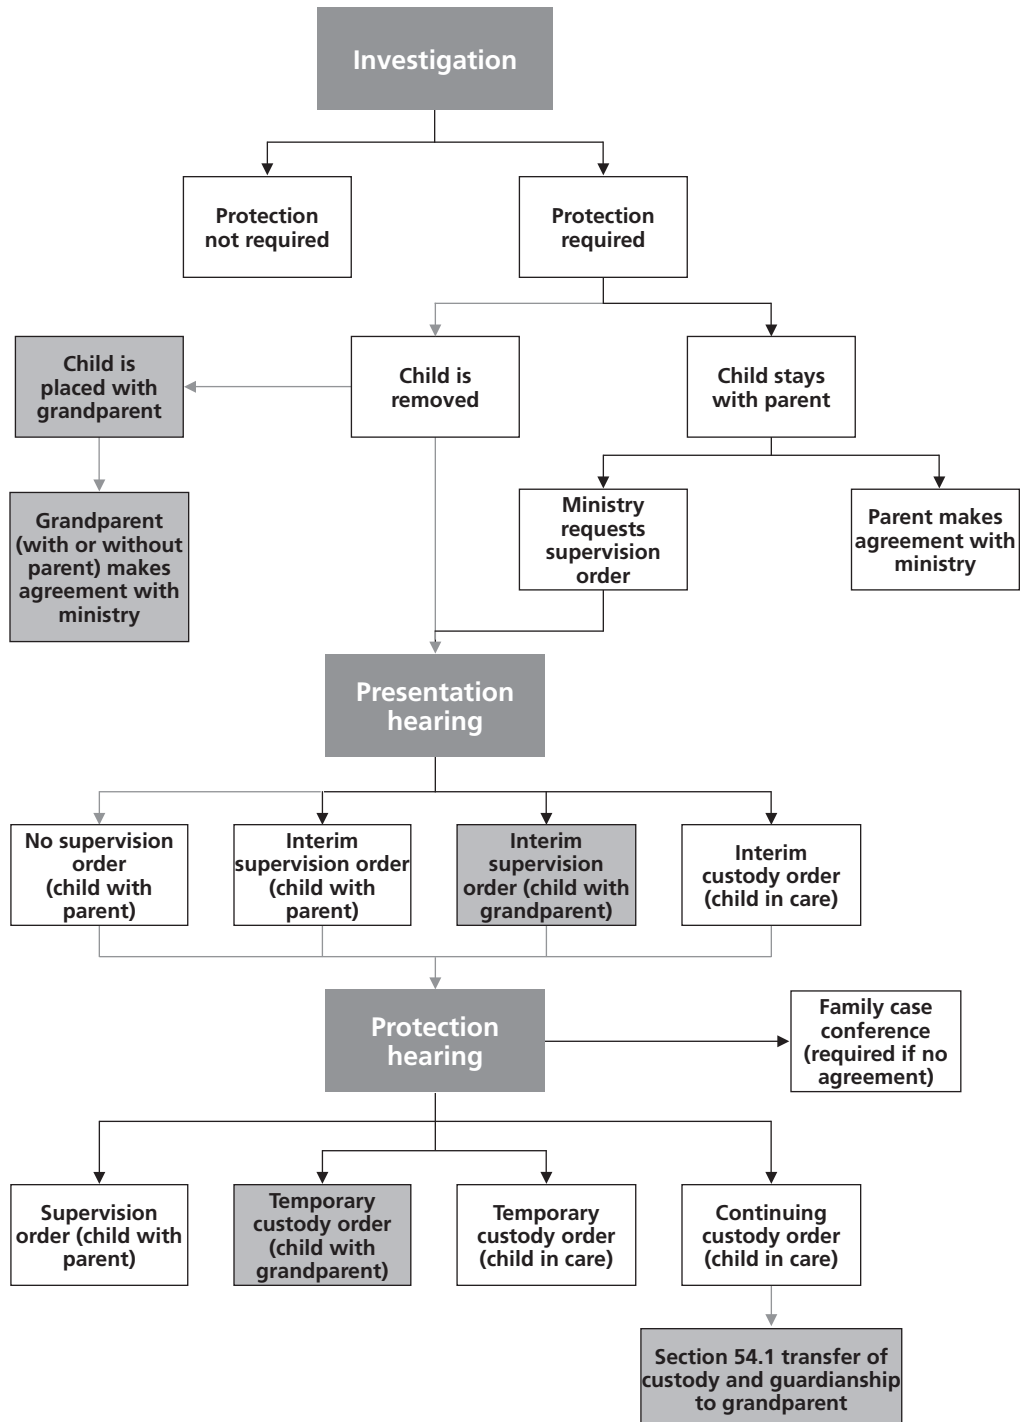 Investigation
Protection
not required
Protection
required
Child is
placed with
grandparent
Child is
removed
Child stays
with parent
Grandparent
(with or without
parent) makes
agreement with
ministry
Ministry
requests
supervision
order
Parent makes
agreement with
ministry
Presentation
hearing
No supervision
order
(child with
parent)
Interim
supervision order
(child with
parent)
Interim
supervision
order (child with
grandparent)
Interim
custody order
(child in care)
Protection
hearing
Family case
conference
(required if no
agreement)
Supervision
order (child with
parent)
Temporary
custody order
(child with
grandparent)
Temporary
custody order
(child in care)
Continuing
custody order
(child in care)
Section 54.1 transfer of
custody and guardianship
to grandparent